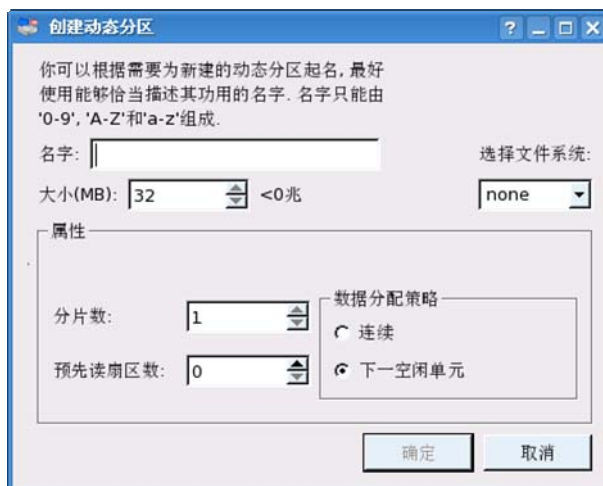 创建动态分区
你可以根据需要为新建的动态分区起名, 最好
使用能够恰当描述其功用的名字. 名字只能由
'0-9', 'A-Z'和'a-z'组成.
名字:
选择文件系统:
大小(MB): 32 <0兆
none
属性
分片数: 1
数据分配策略
连续
预先读扇区数: 0
下一空闲单元
确定 取消